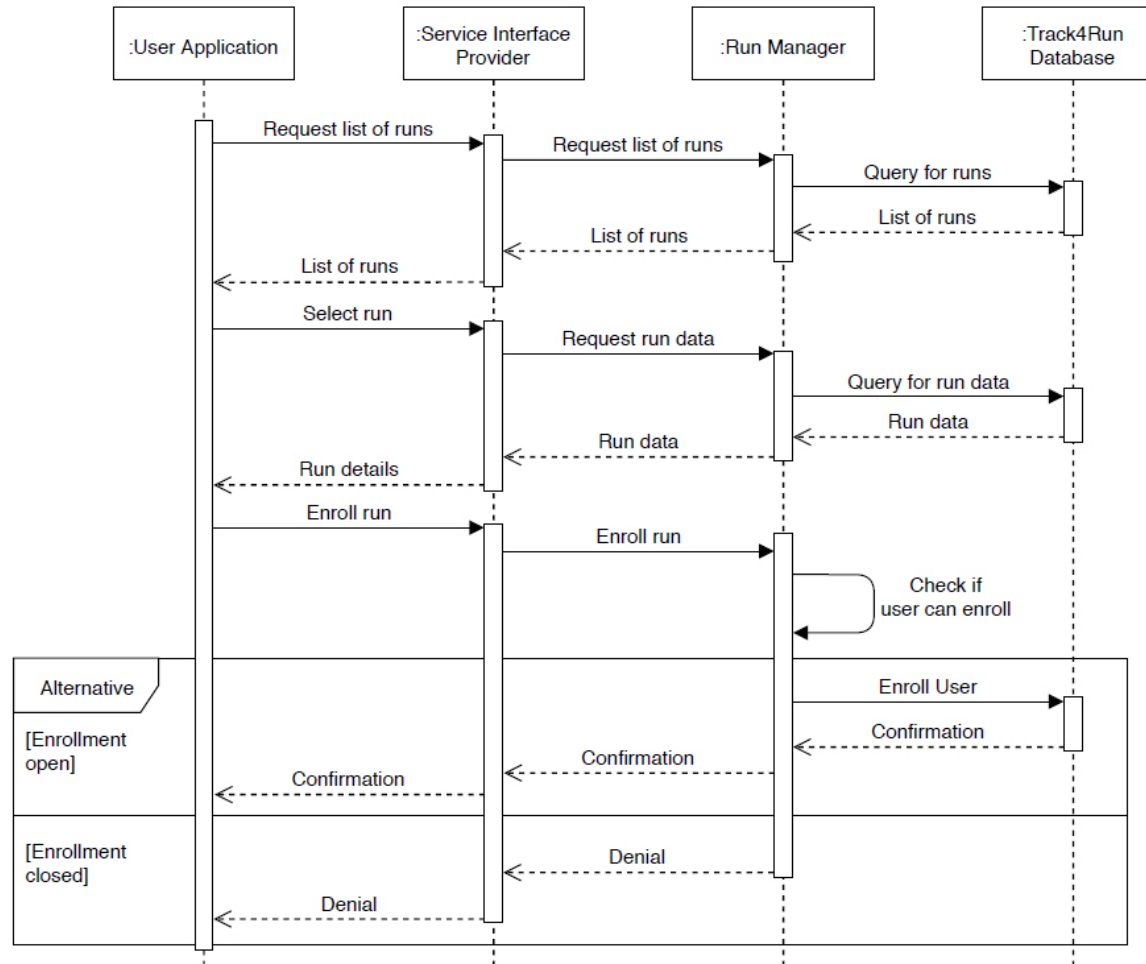 :User Application
:Service Interface
Provider
:Run Manager
:Track4Run
Database
Request list of runs
Request list of runs
Query for runs
List of runs
List of runs
List of runs
Select run
Request run data
Query for run data
Run data
Run data
Run details
Enroll run
Enroll run
Check if
user can enroll
Alternative
Enroll User
[Enrollment
open]
Confirmation
Confirmation
Confirmation
[Enrollment
closed]
Denial
Denial